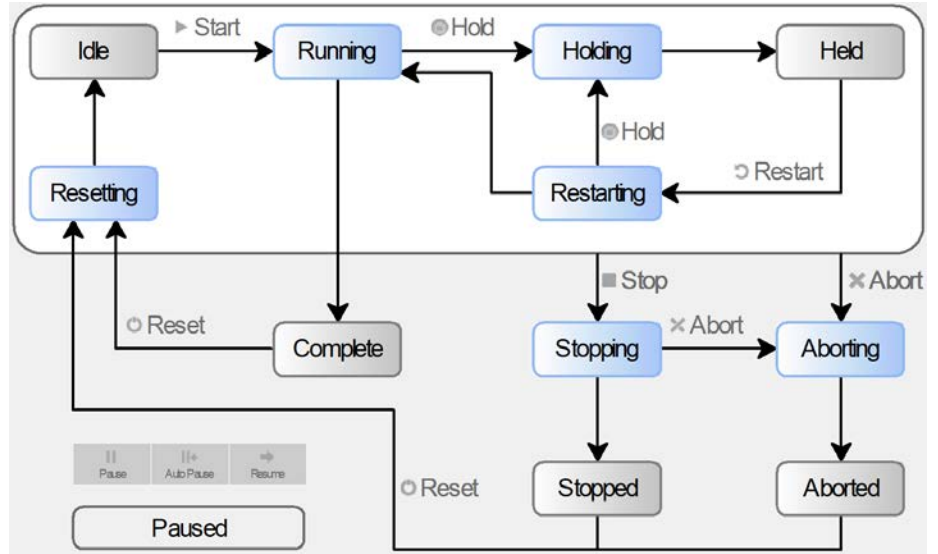 Start
Hold
Idle
Running
Holding
Held
Hold
Restart
Resetting
Restarting
Stop
Abort
Reset
Abort
Complete
Stopping
Aborting
Pause
Auto Pause
Resume
Reset
Stopped
Aborted
Paused